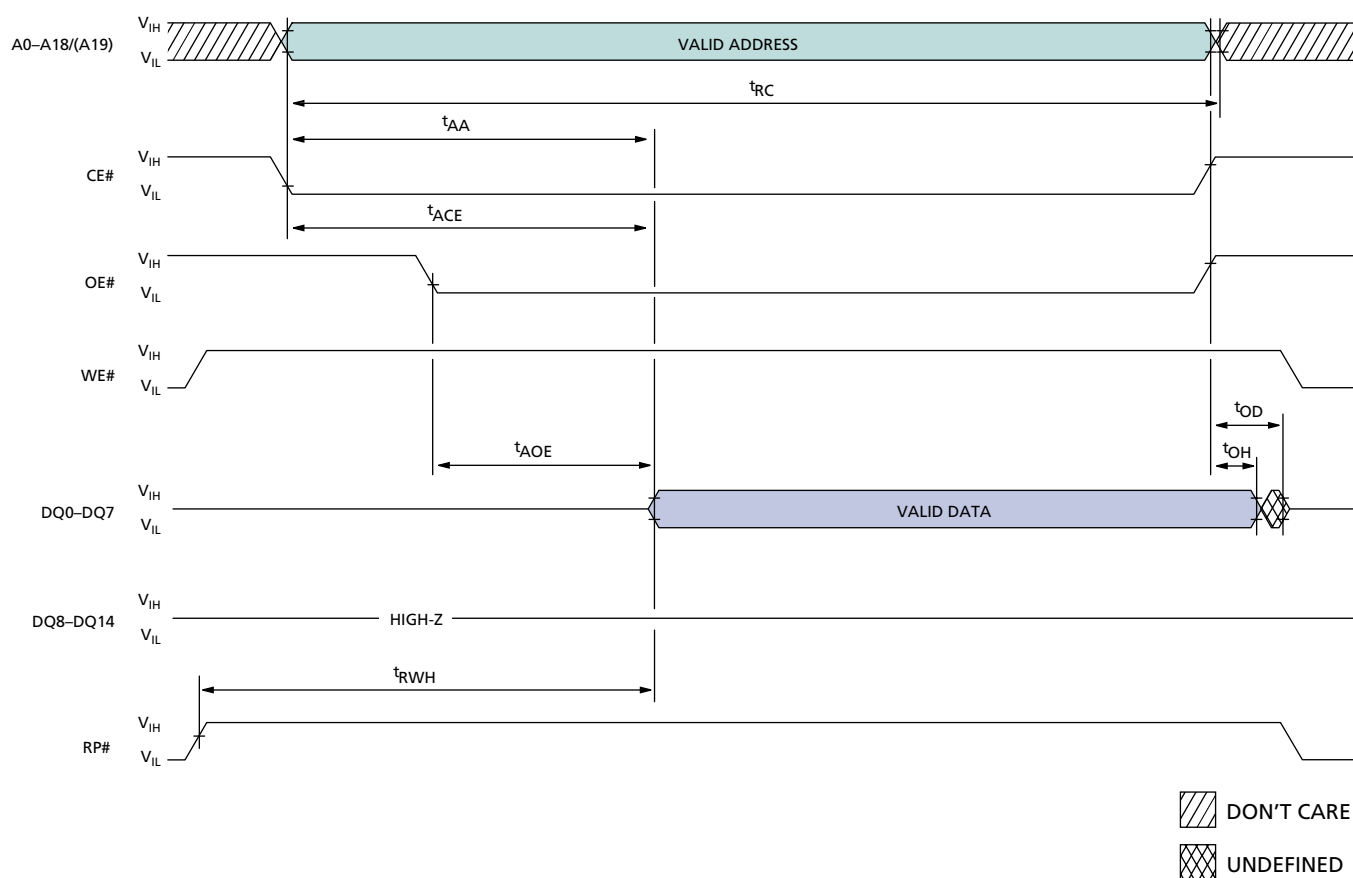 VIH
A0–A18/(A19)
VIL
VALID ADDRESS
tRC
tAA
VIH
CE#
VIL
tACE
VIH
OE#
VIL
VIH
WE#
VIL
tOD
tAOE
tOH
VIH
DQ0–DQ7
VIL
VALID DATA
VIH
DQ8–DQ14
VIL
HIGH-Z
tRWH
VIH
RP#
VIL
DON'T CARE
UNDEFINED